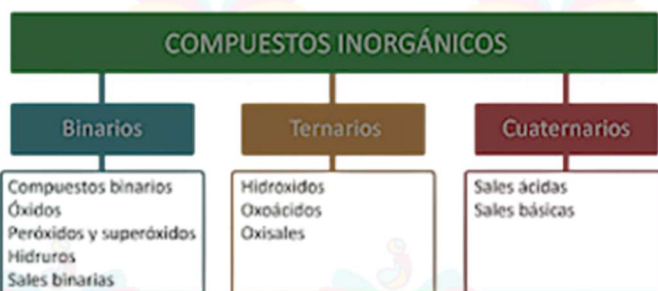 COMPUESTOS INORGÁNICOS
Binarios
Compuestos binarios
Óxidos
Peróxidos y superóxidos
Hidruros
Sales binarias
Ternarios
Hidróxidos
Oxoácidos
Oxisales
Cuaternarios
Sales ácidas
Sales básicas